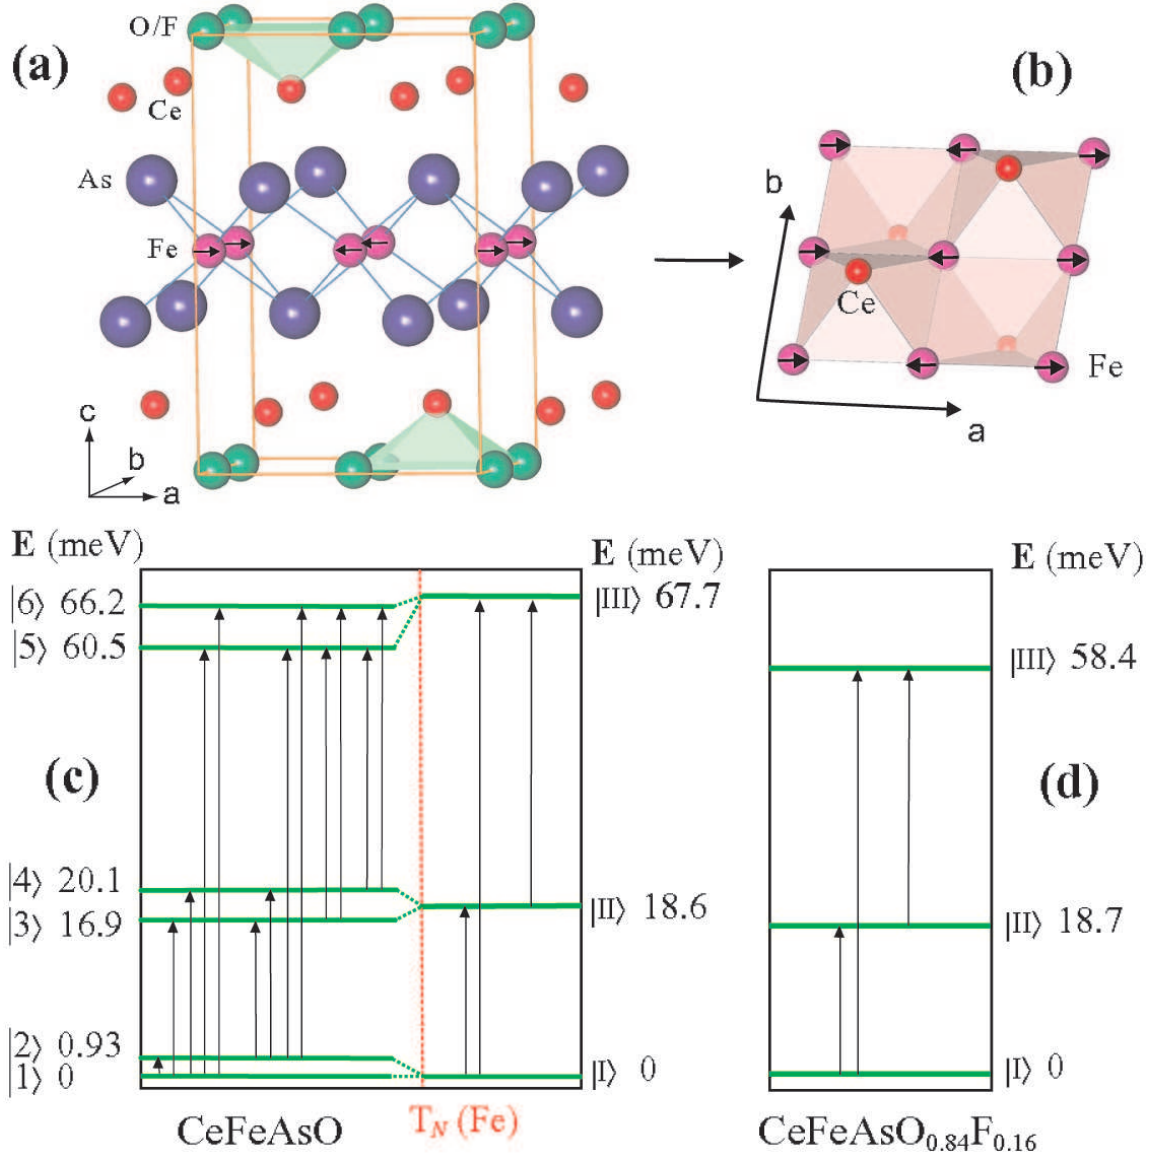 O/F
(a)
Ce
As
Fe
c
b
a
(b)
b
Ce
Fe
a
E (meV)
|6⟩ 66.2
|5⟩ 60.5
(c)
|4⟩ 20.1
|3⟩ 16.9
|2⟩ 0.93
|1⟩ 0
CeFeAsO
T_N (Fe)
E (meV)
|III⟩ 67.7
|II⟩ 18.6
|I⟩ 0
E (meV)
|III⟩ 58.4
(d)
|II⟩ 18.7
|I⟩ 0
CeFeAsO₀.₈₄F₀.₁₆